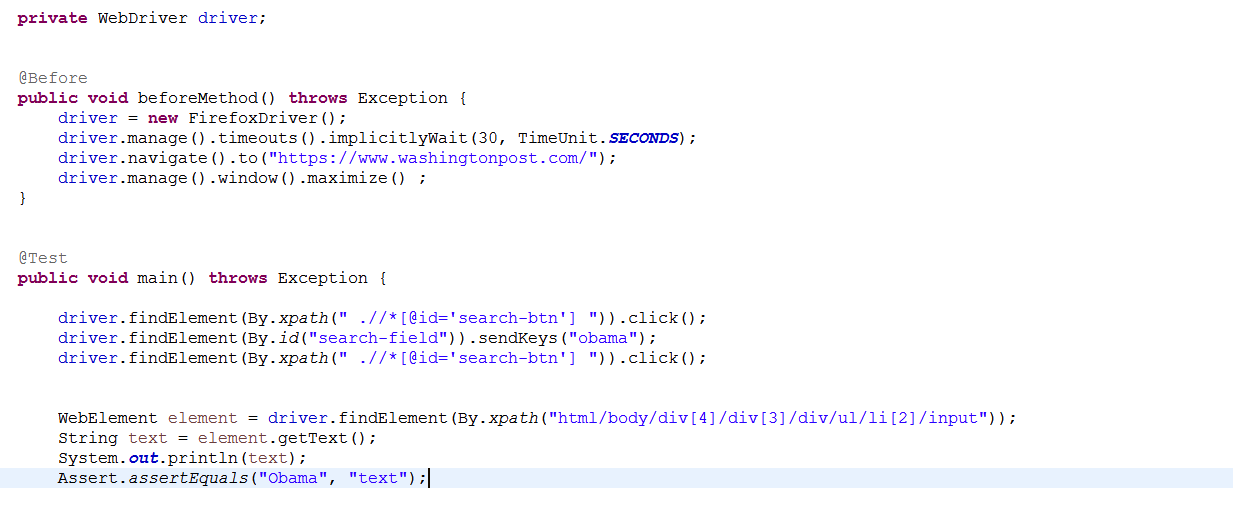 private WebDriver driver;
@Before
public void beforeMethod() throws Exception {
driver = new FirefoxDriver();
driver.manage().timeouts().implicitlyWait(30, TimeUnit.SECONDS);
driver.navigate().to("https://www.washingtonpost.com/");
driver.manage().window().maximize() ;
}
@Test
public void main() throws Exception {
driver.findElement(By.xpath(" .//*[@id='search-btn'] ")).click();
driver.findElement(By.id("search-field")).sendKeys("obama");
driver.findElement(By.xpath(" .//*[@id='search-btn'] ")).click();
WebElement element = driver.findElement(By.xpath("html/body/div[4]/div[3]/div/ul/li[2]/input"));
String text = element.getText();
System.out.println(text);
Assert.assertEquals("Obama", "text");